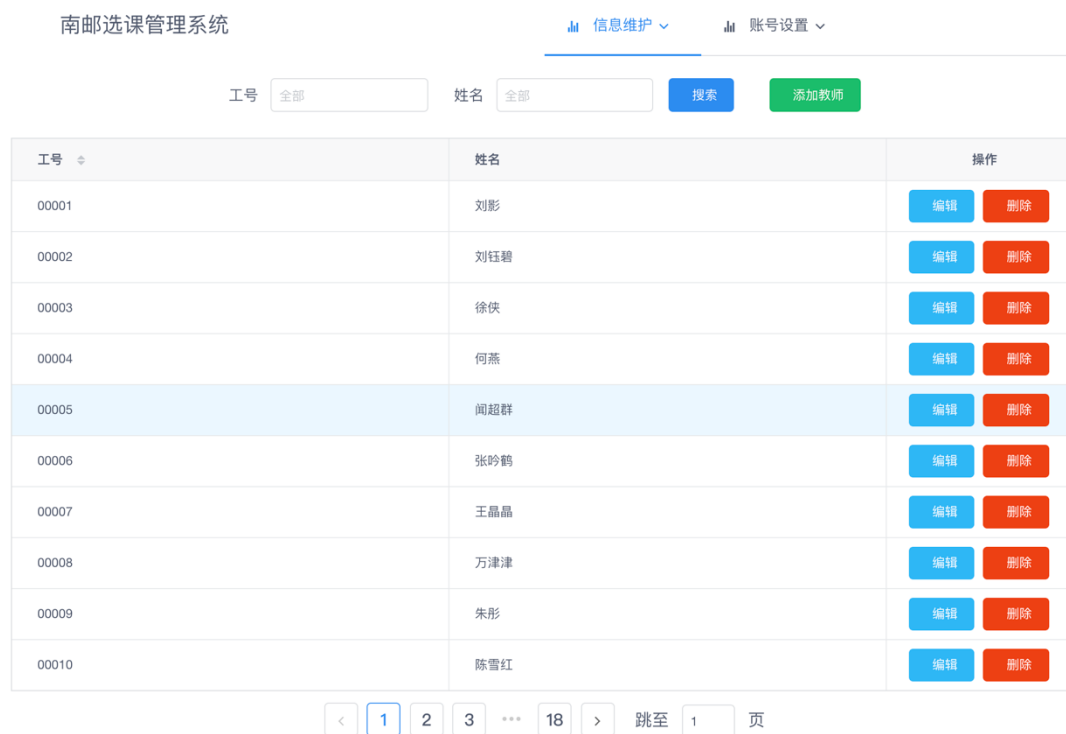 南邮选课管理系统 信息维护 账号设置
工号 全部 姓名 全部 搜索 添加教师
工号 姓名 操作
00001 刘影 编辑 删除
00002 刘钰碧 编辑 删除
00003 徐侠 编辑 删除
00004 何燕 编辑 删除
00005 闻超群 编辑 删除
00006 张吟鹤 编辑 删除
00007 王晶晶 编辑 删除
00008 万津津 编辑 删除
00009 朱彤 编辑 删除
00010 陈雪红 编辑 删除
< 1 2 3 ••• 18 > 跳至 1 页